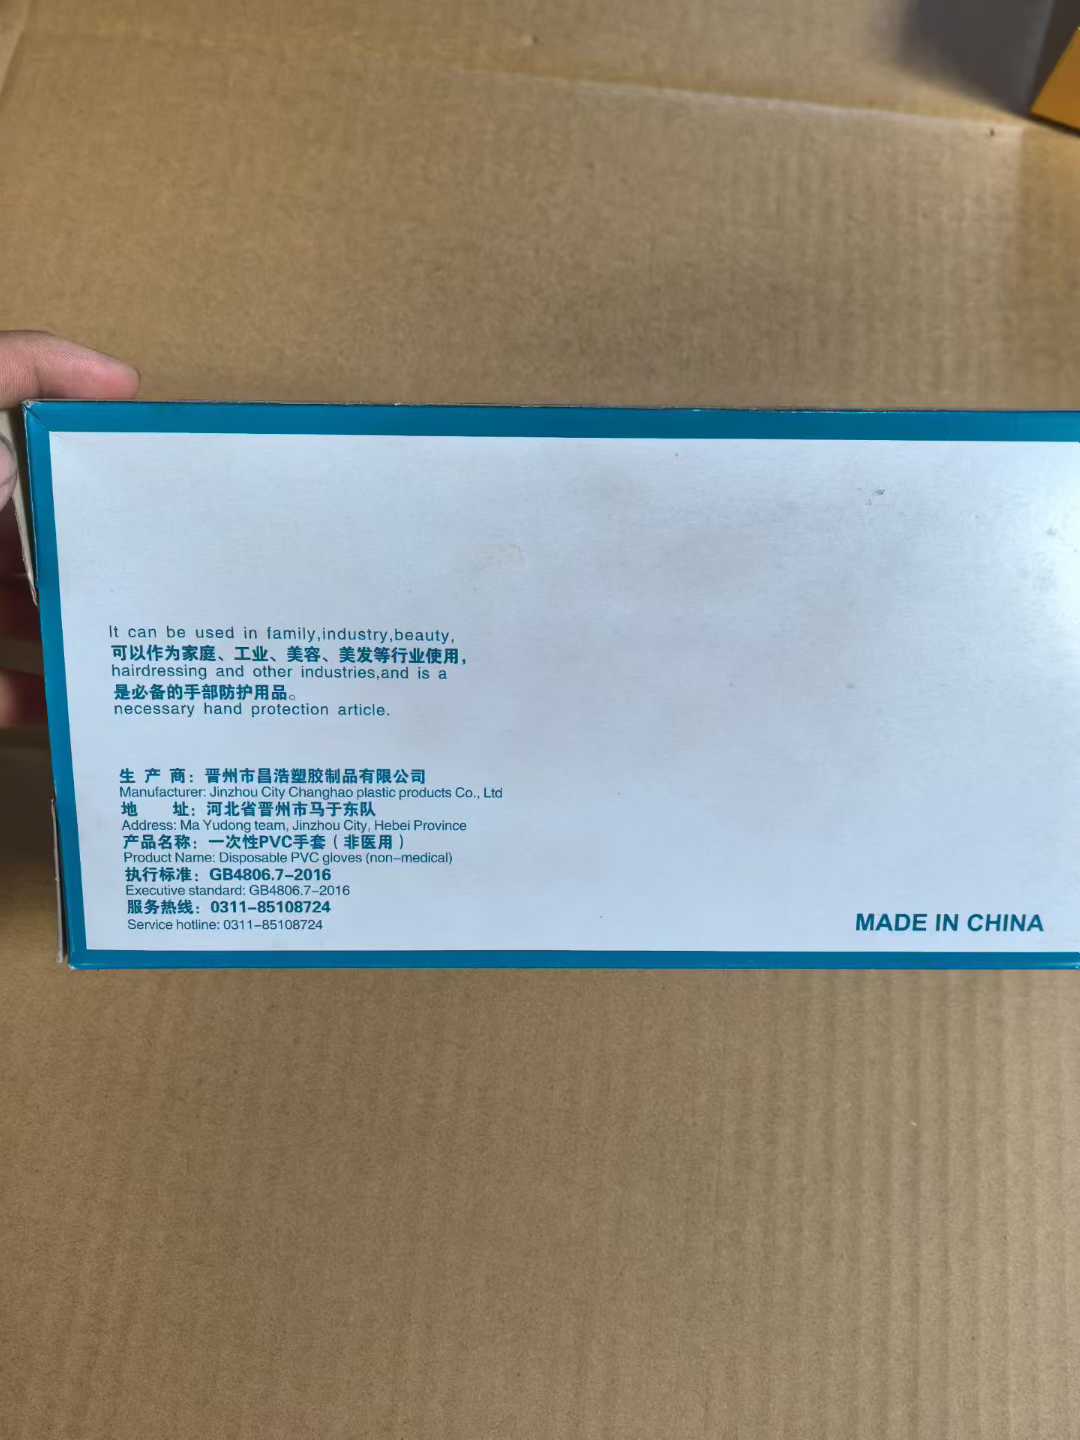 It can be used in family,industry,beauty,
可以作为家庭、工业、美容、美发等行业使用,
hairdressing and other industries,and is a
是必备的手部防护用品。
necessary hand protection article.
生 产 商：晋州市昌浩塑胶制品有限公司
Manufacturer: Jinzhou City Changhao plastic products Co., Ltd
地 址：河北省晋州市马于东队
Address: Ma Yudong team, Jinzhou City, Hebei Province
产品名称：一次性PVC手套（非医用）
Product Name: Disposable PVC gloves (non-medical)
执行标准：GB4806.7-2016
Executive standard: GB4806.7-2016
服务热线：0311-85108724
Service hotline: 0311-85108724
MADE IN CHINA